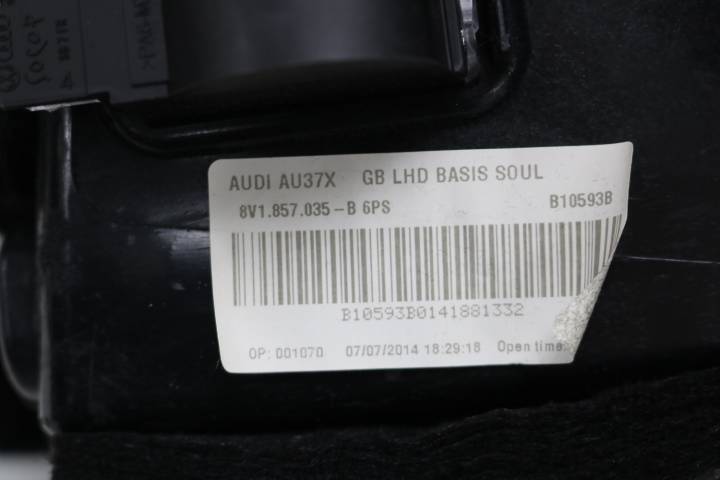 AUDI AU37X GB LHD BASIS SOUL
8V1.857.035-B 6PS B10593B
B10593B0141881332
OP: 001070 07/07/2014 18:29:18 Open time: